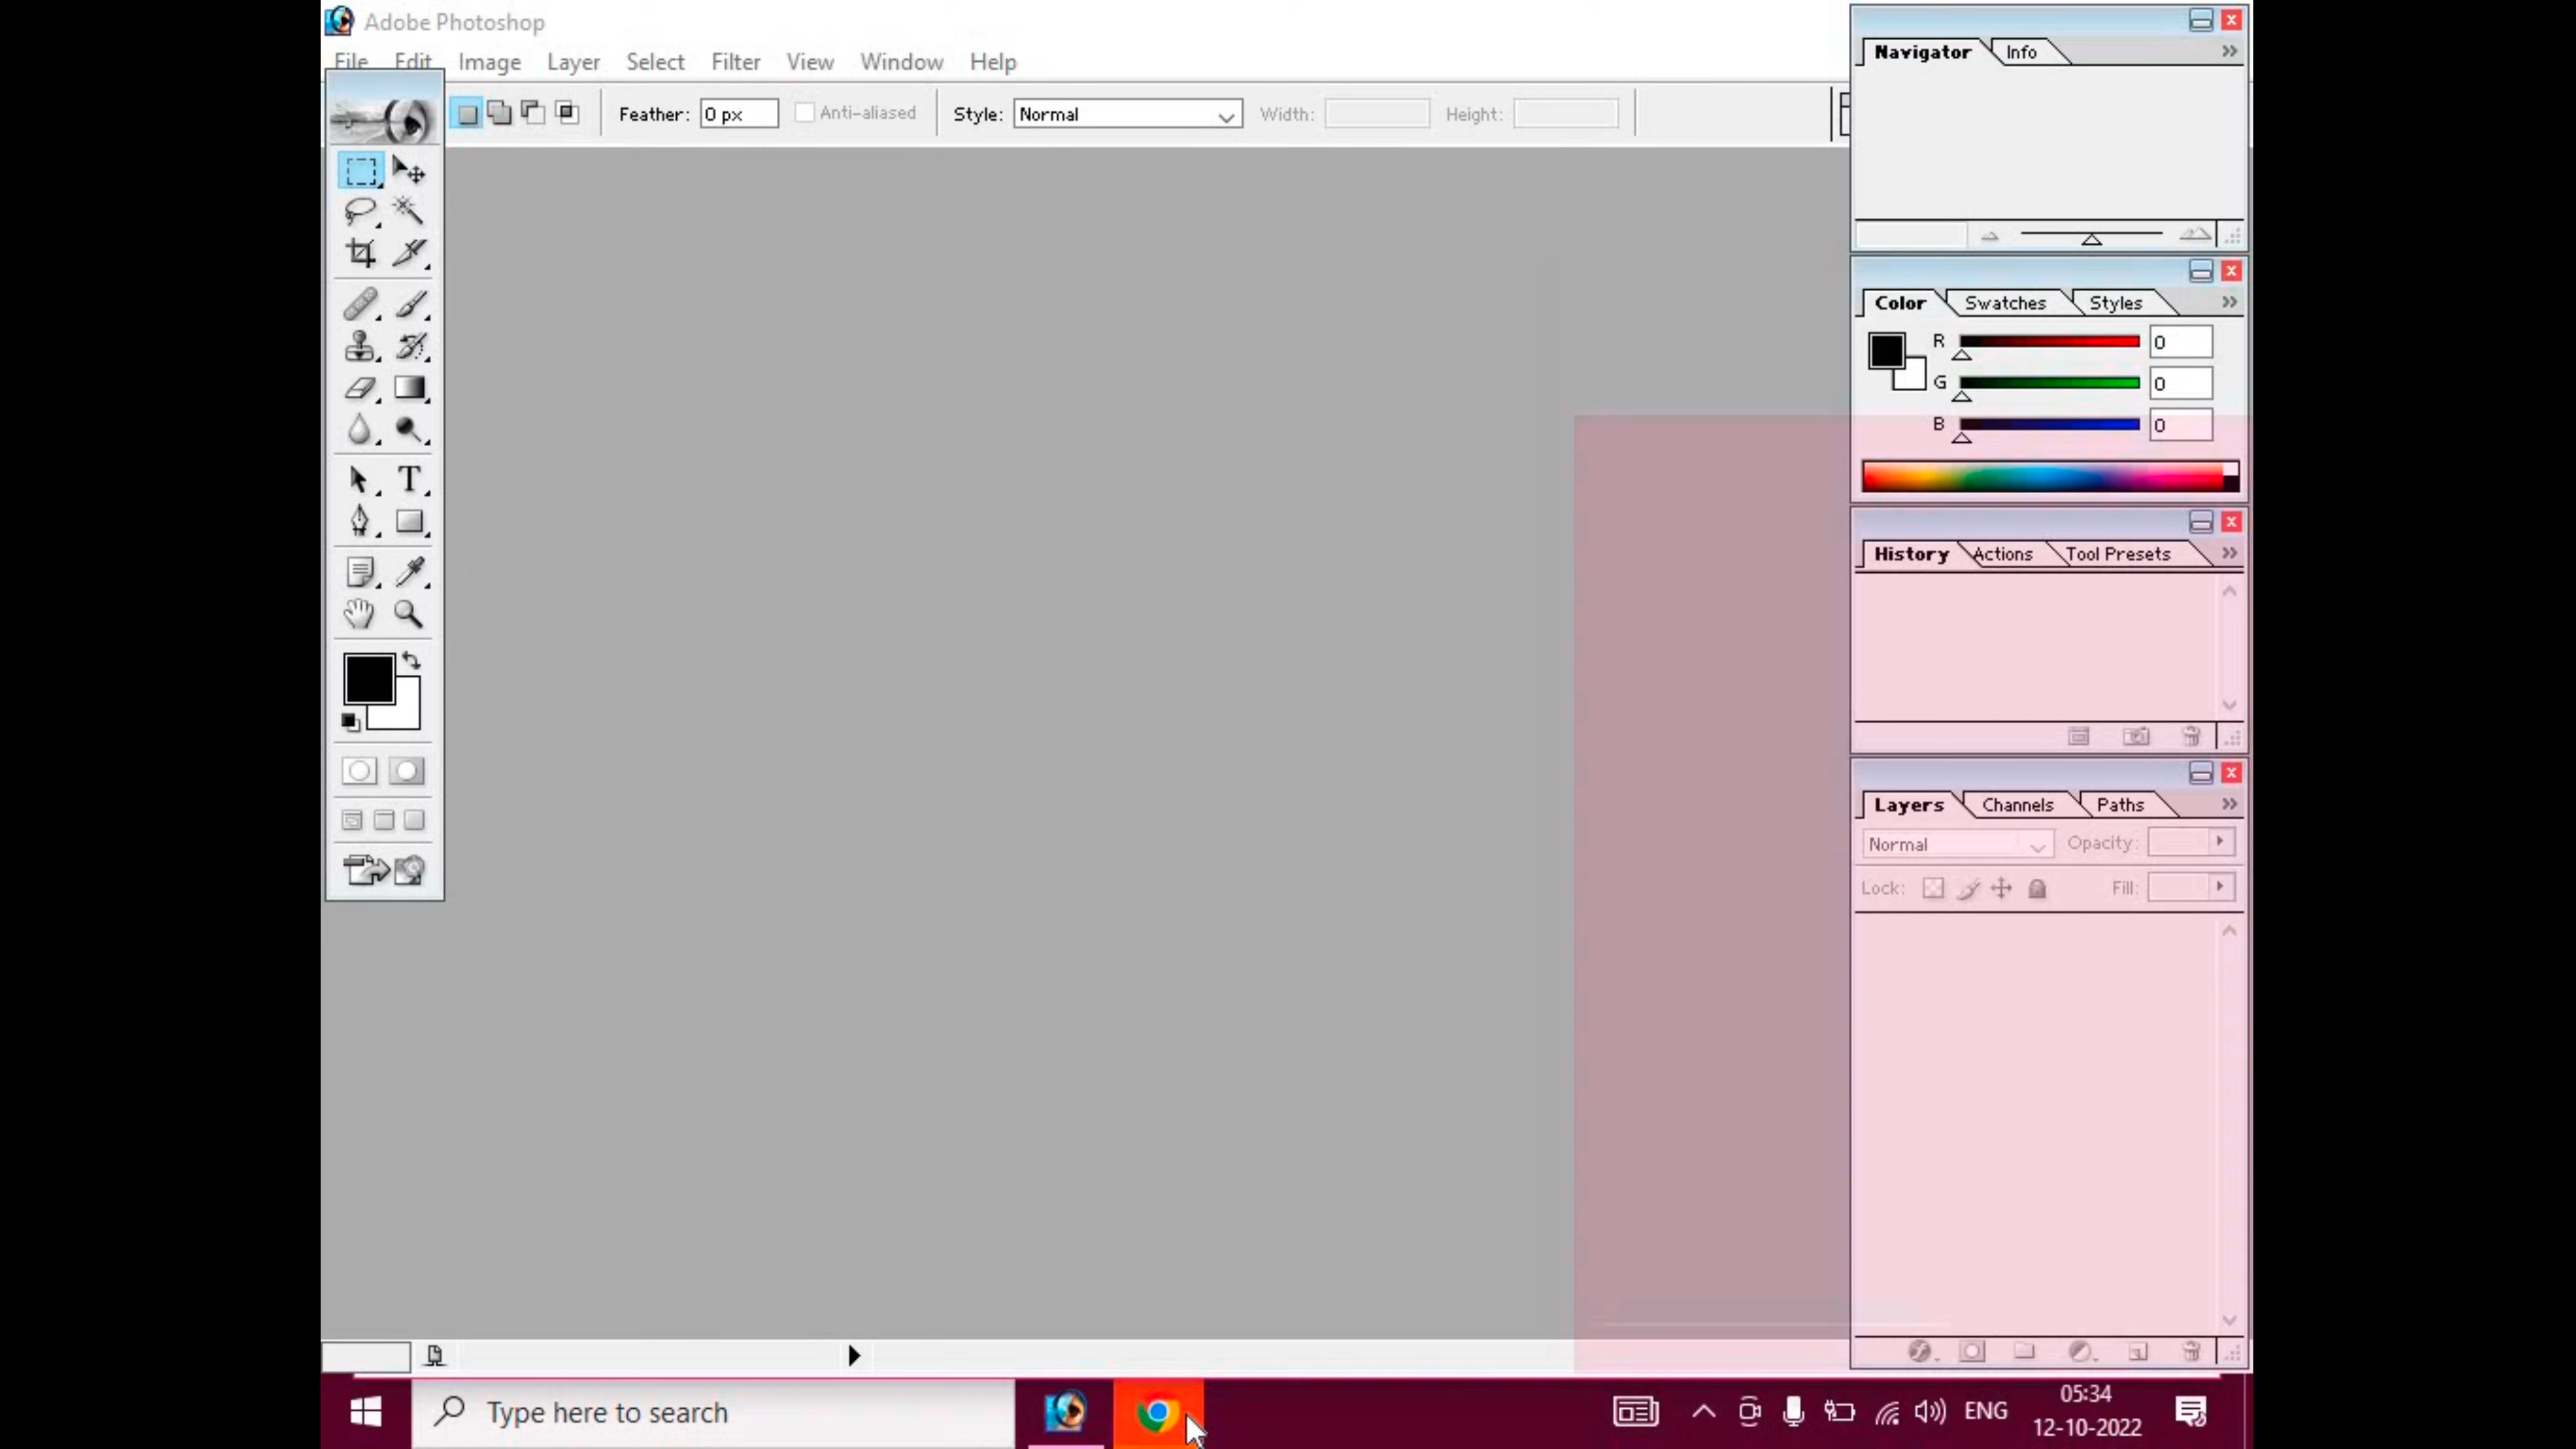 Adobe Photoshop
File Edit Image Layer Select Filter View Window Help
Feather: 0 px Anti-aliased Style: Normal Width: Height:
Navigator Info
Color Swatches Styles
R 0
G 0
B 0
History Actions Tool Presets
Layers Channels Paths
Normal Opacity:
Lock: Fill:
T
Type here to search
ENG
05:34
12-10-2022